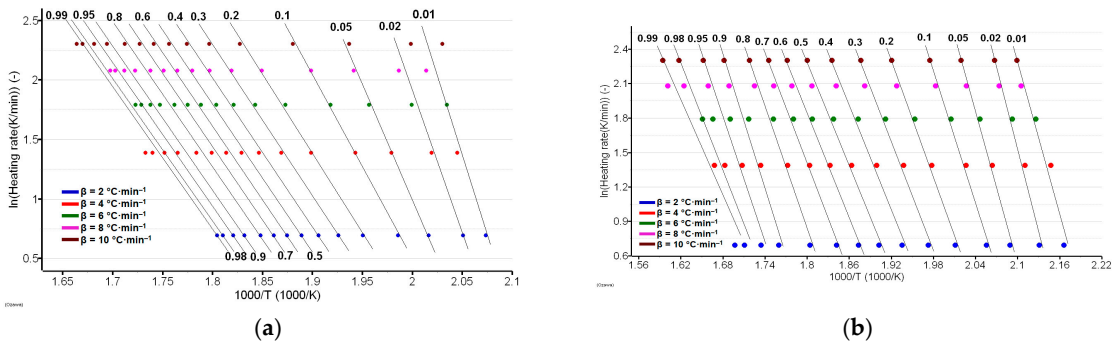 0.99 0.95 0.8 0.6 0.4 0.3 0.2 0.1 0.05 0.02 0.01
2.5
2
1.5
1
0.5
ln(Heating rate(K/min)) (-)
β = 2 °C·min⁻¹
β = 4 °C·min⁻¹
β = 6 °C·min⁻¹
β = 8 °C·min⁻¹
β = 10 °C·min⁻¹
0.98 0.9 0.7 0.5
1.65 1.7 1.75 1.8 1.85 1.9 1.95 2 2.05 2.1
1000/T (1000/K)
(Ozawa)
(a)
0.99 0.98 0.95 0.9 0.8 0.7 0.6 0.5 0.4 0.3 0.2 0.1 0.05 0.02 0.01
2.4
2.1
1.8
1.5
1.2
0.9
0.6
ln(Heating rate(K/min)) (-)
β = 2 °C·min⁻¹
β = 4 °C·min⁻¹
β = 6 °C·min⁻¹
β = 8 °C·min⁻¹
β = 10 °C·min⁻¹
1.56 1.62 1.68 1.74 1.8 1.86 1.92 1.98 2.04 2.1 2.16 2.22
1000/T (1000/K)
(Ozawa)
(b)